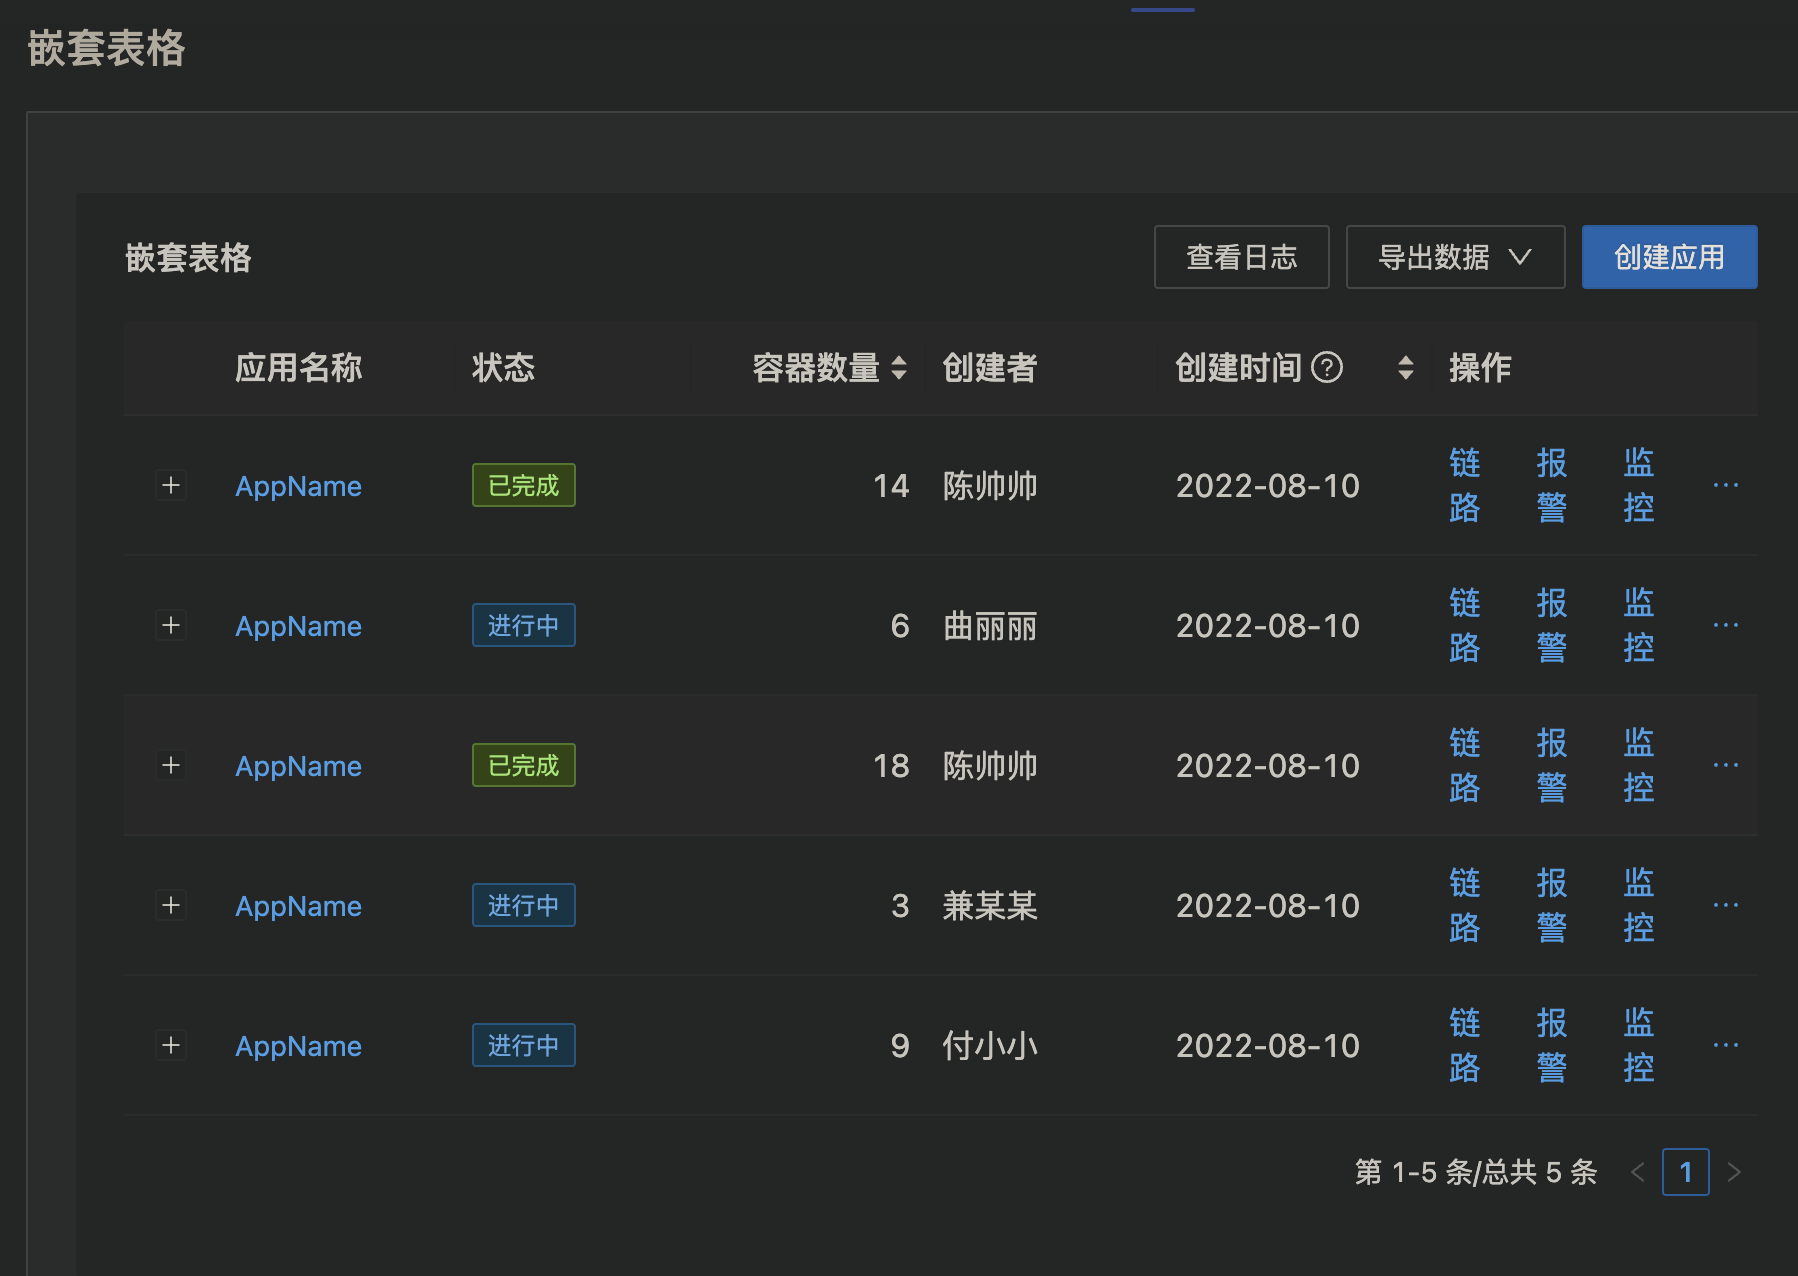 嵌套表格
嵌套表格
查看日志 导出数据 创建应用
应用名称 状态 容器数量 创建者 创建时间 操作
AppName 已完成 14 陈帅帅 2022-08-10 链路 报警 监控 ···
AppName 进行中 6 曲丽丽 2022-08-10 链路 报警 监控 ···
AppName 已完成 18 陈帅帅 2022-08-10 链路 报警 监控 ···
AppName 进行中 3 兼某某 2022-08-10 链路 报警 监控 ···
AppName 进行中 9 付小小 2022-08-10 链路 报警 监控 ···
第 1-5 条/总共 5 条 < 1 >